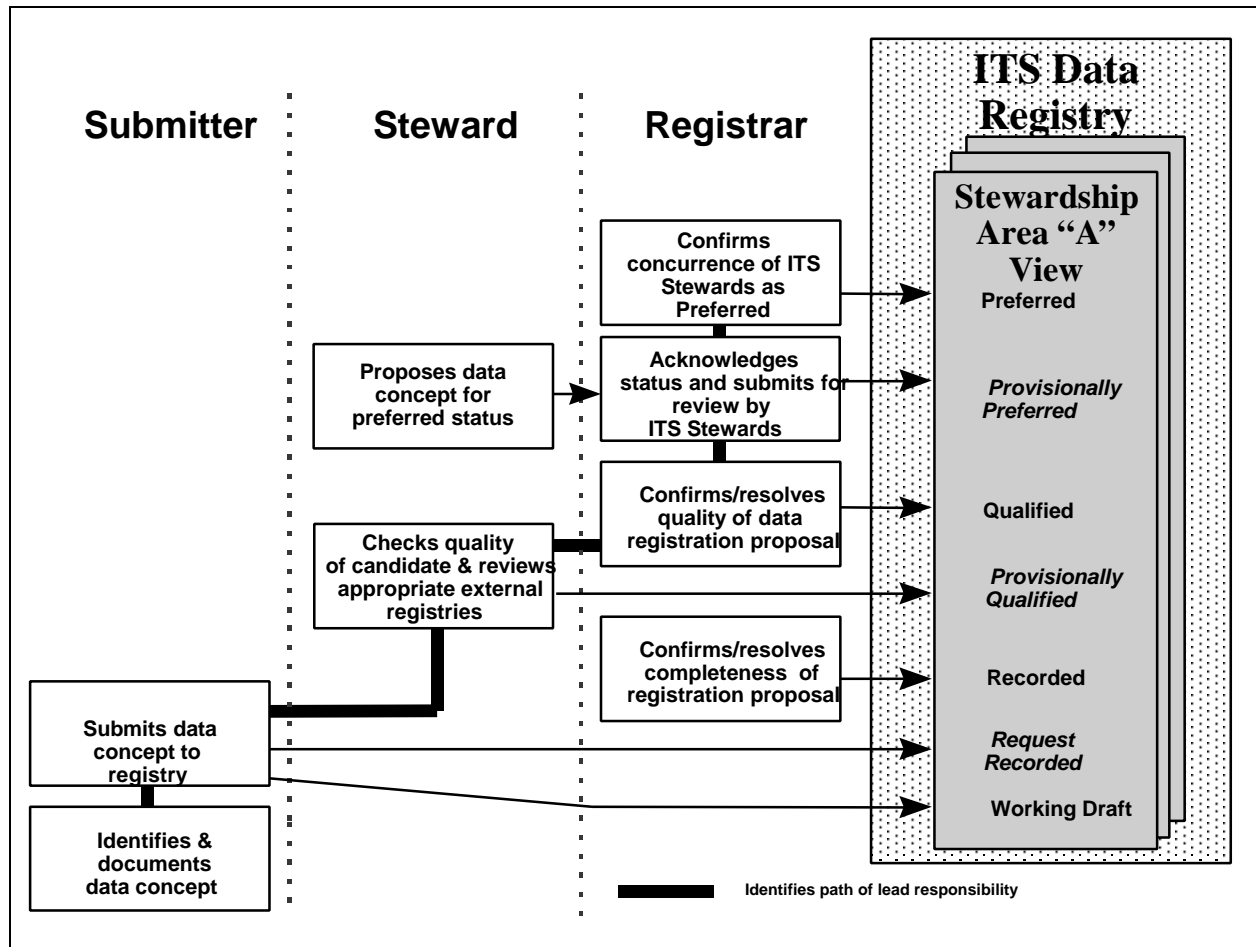 Submitter
Steward
Registrar
ITS Data
Registry
Stewardship
Area “A”
View
Confirms
concurrence of ITS
Stewards as
Preferred
Preferred
Proposes data
concept for
preferred status
Acknowledges
status and submits for
review by
ITS Stewards
Provisionally
Preferred
Confirms/resolves
quality of data
registration proposal
Qualified
Checks quality
of candidate & reviews
appropriate external
registries
Provisionally
Qualified
Confirms/resolves
completeness of
registration proposal
Recorded
Submits data
concept to
registry
Request
Recorded
Working Draft
Identifies &
documents
data concept
Identifies path of lead responsibility